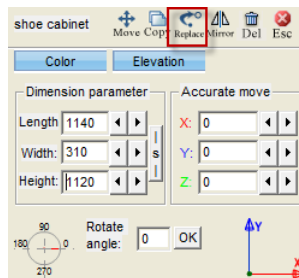 shoe cabinet
Move Copy Replace Mirror Del Esc
Color Elevation
Dimension parameter Accurate move
Length 1140 X: 0
Width: 310 s Y: 0
Height: 1120 Z: 0
90
180 0
270
Rotate angle: 0 OK
Y
X